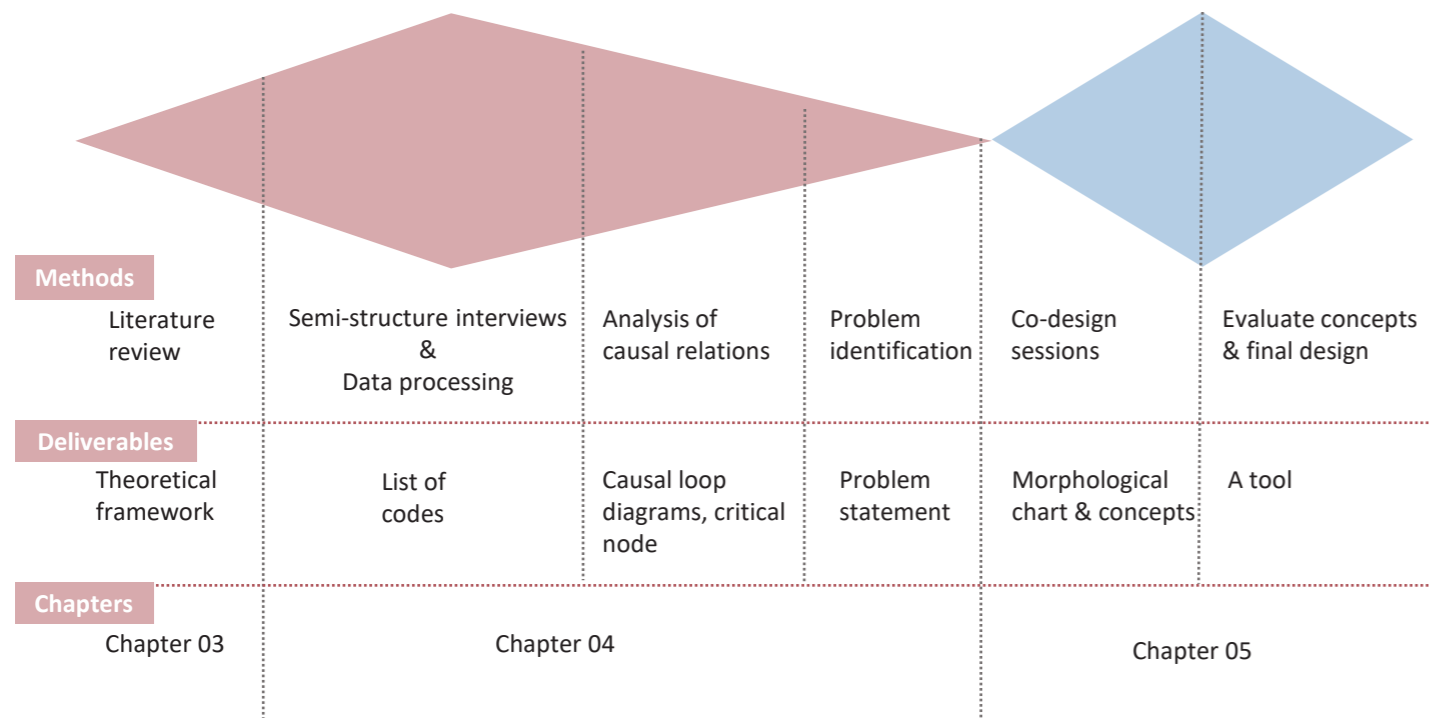 Methods
Literature
review
Semi-structure interviews
&
Data processing
Analysis of
causal relations
Problem
identification
Co-design
sessions
Evaluate concepts
& final design
Deliverables
Theoretical
framework
List of
codes
Causal loop
diagrams, critical
node
Problem
statement
Morphological
chart & concepts
A tool
Chapters
Chapter 03
Chapter 04
Chapter 05